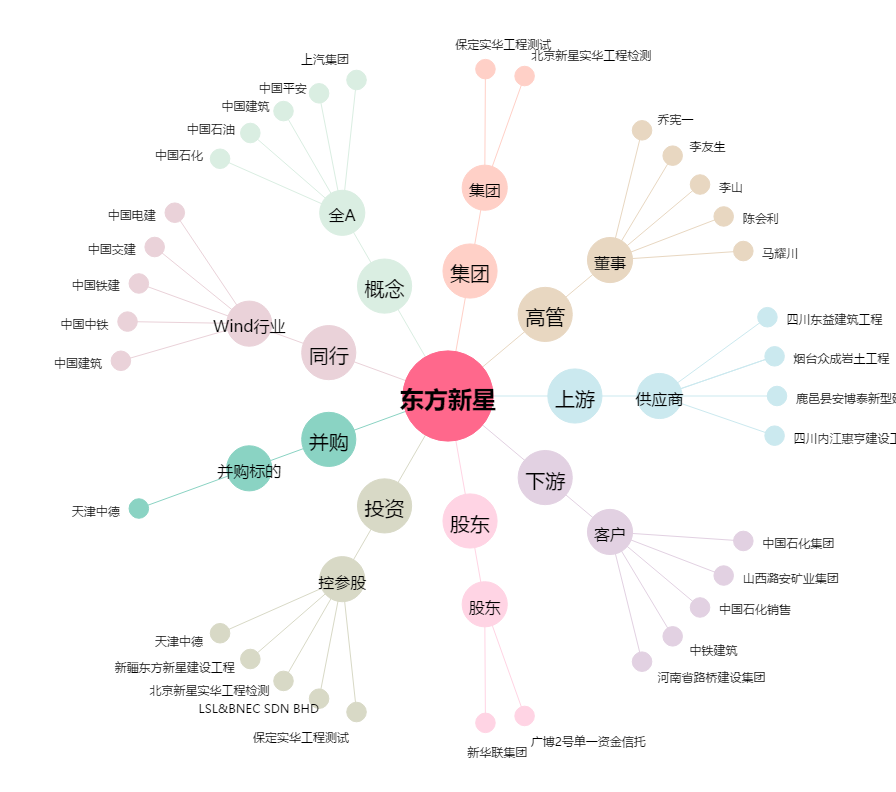 保定实华工程测试
北京新星实华工程检测
上汽集团
中国平安
中国建筑
中国石油
中国石化
全A
概念
集团
集团
乔宪一
李友生
李山
陈会利
马耀川
董事
高管
中国电建
中国交建
中国铁建
中国中铁
中国建筑
Wind行业
同行
东方新星
上游
供应商
四川东益建筑工程
烟台众成岩土工程
鹿邑县安博泰新型
四川内江惠亨建设工
并购
并购标的
天津中德
投资
控参股
天津中德
新疆东方新星建设工程
北京新星实华工程检测
LSL&BNEC SDN BHD
保定实华工程测试
股东
股东
新华联集团
广博2号单一资金信托
下游
客户
中国石化集团
山西潞安矿业集团
中国石化销售
中铁建筑
河南省路桥建设集团